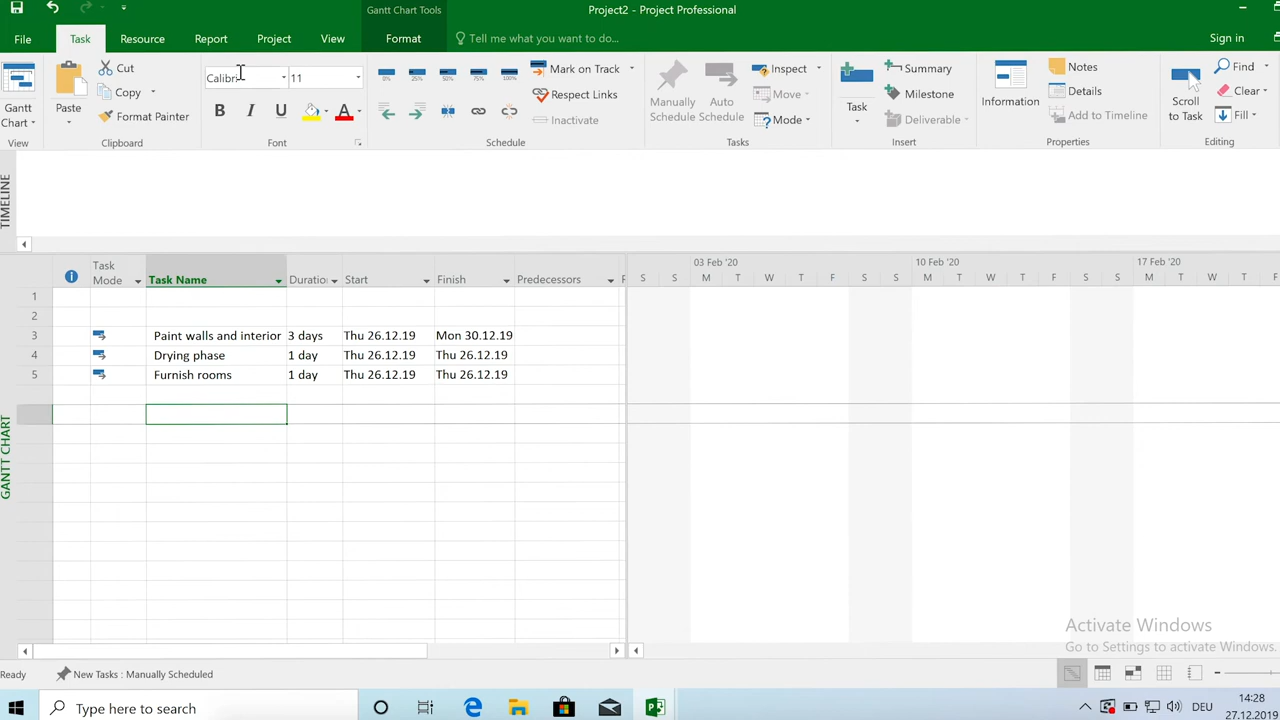 Gantt Chart Tools
Project2 - Project Professional
File Task Resource Report Project View Format Tell me what you want to do... Sign in
Gantt Chart
View
Paste
Cut
Copy
Format Painter
Clipboard
Calibri 11
B I U A
Font
0% 25% 50% 75% 100%
Mark on Track
Respect Links
Inactivate
Schedule
Manually Schedule
Auto Schedule
Inspect
Move
Mode
Tasks
Task
Summary
Milestone
Deliverable
Insert
Information
Notes
Details
Add to Timeline
Properties
Scroll to Task
Find
Clear
Fill
Editing
TIMELINE
GANTT CHART
Task Mode Task Name Duratio Start Finish Predecessors
03 Feb '20 10 Feb '20 17 Feb '20
S S M T W T F S S M T W T F S S M T W T F
1
2
3 Paint walls and interior 3 days Thu 26.12.19 Mon 30.12.19
4 Drying phase 1 day Thu 26.12.19 Thu 26.12.19
5 Furnish rooms 1 day Thu 26.12.19 Thu 26.12.19
Activate Windows
Go to Settings to activate Windows.
Ready New Tasks : Manually Scheduled
Type here to search
DEU
14:28
27.12.2019